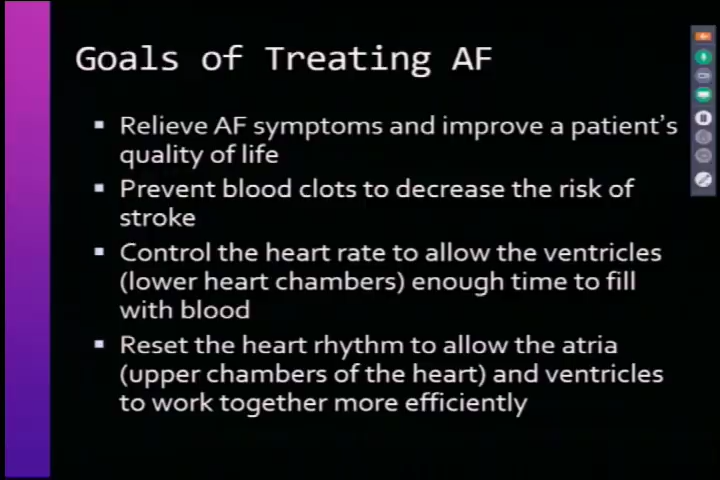 Goals of Treating AF
Relieve AF symptoms and improve a patient's
quality of life
Prevent blood clots to decrease the risk of
stroke
Control the heart rate to allow the ventricles
(lower heart chambers) enough time to fill
with blood
Reset the heart rhythm to allow the atria
(upper chambers of the heart) and ventricles
to work together more efficiently